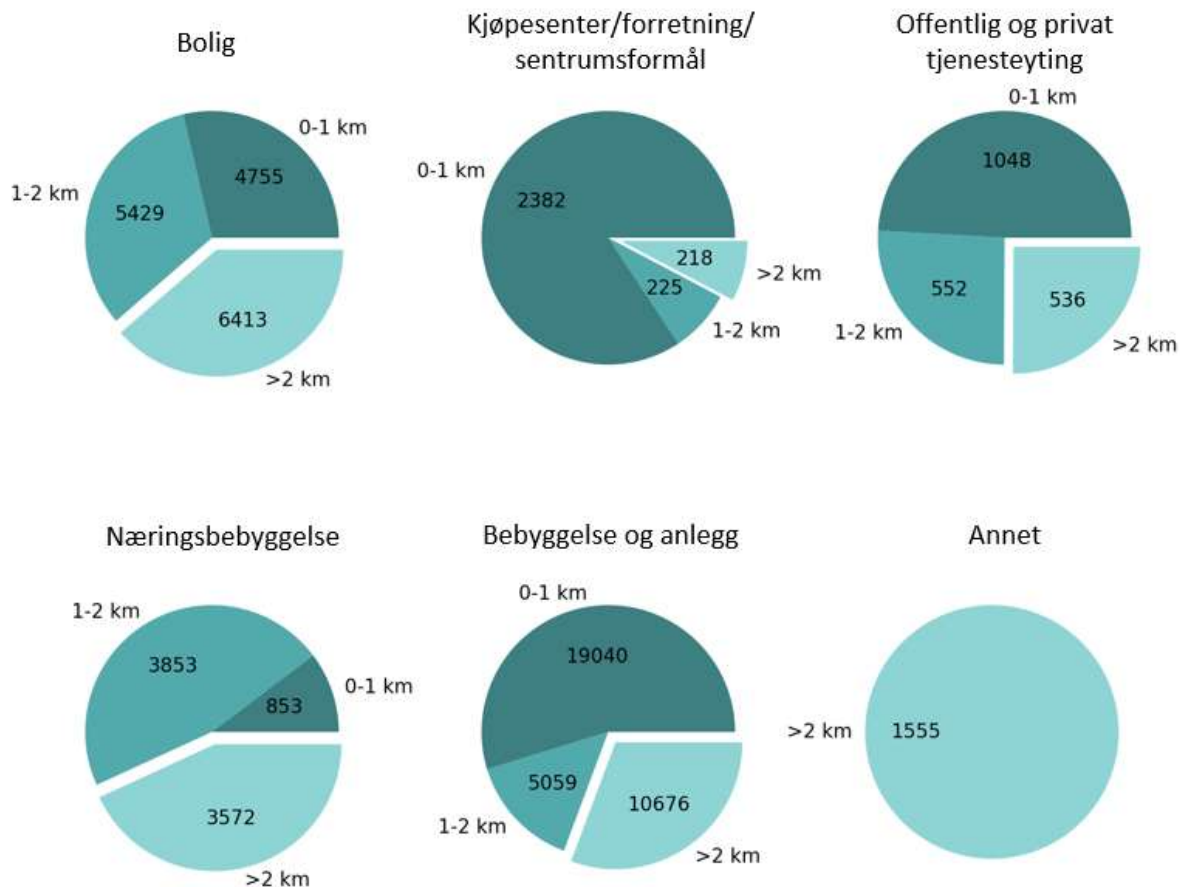 Bolig
0-1 km
4755
1-2 km
5429
6413
>2 km
Kjøpesenter/forretning/
sentrumsformål
0-1 km
2382
218
>2 km
225
1-2 km
Offentlig og privat
tjenesteyting
0-1 km
1048
552
1-2 km
536
>2 km
Næringsbebyggelse
1-2 km
3853
0-1 km
853
3572
>2 km
Bebyggelse og anlegg
0-1 km
19040
5059
1-2 km
10676
>2 km
Annet
>2 km
1555